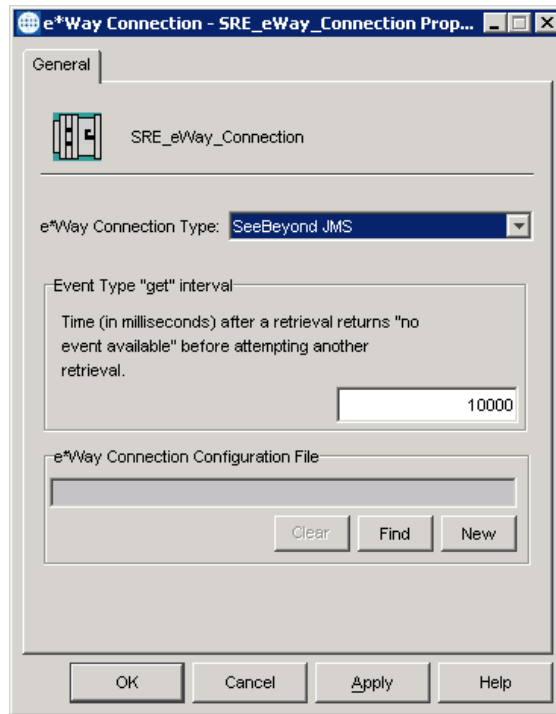 e*Way Connection - SRE_eWay_Connection Prop...
General
SRE_eWay_Connection
e*Way Connection Type: SeeBeyond JMS
Event Type "get" interval
Time (in milliseconds) after a retrieval returns "no
event available" before attempting another
retrieval.
10000
e*Way Connection Configuration File
Clear Find New
OK Cancel Apply Help